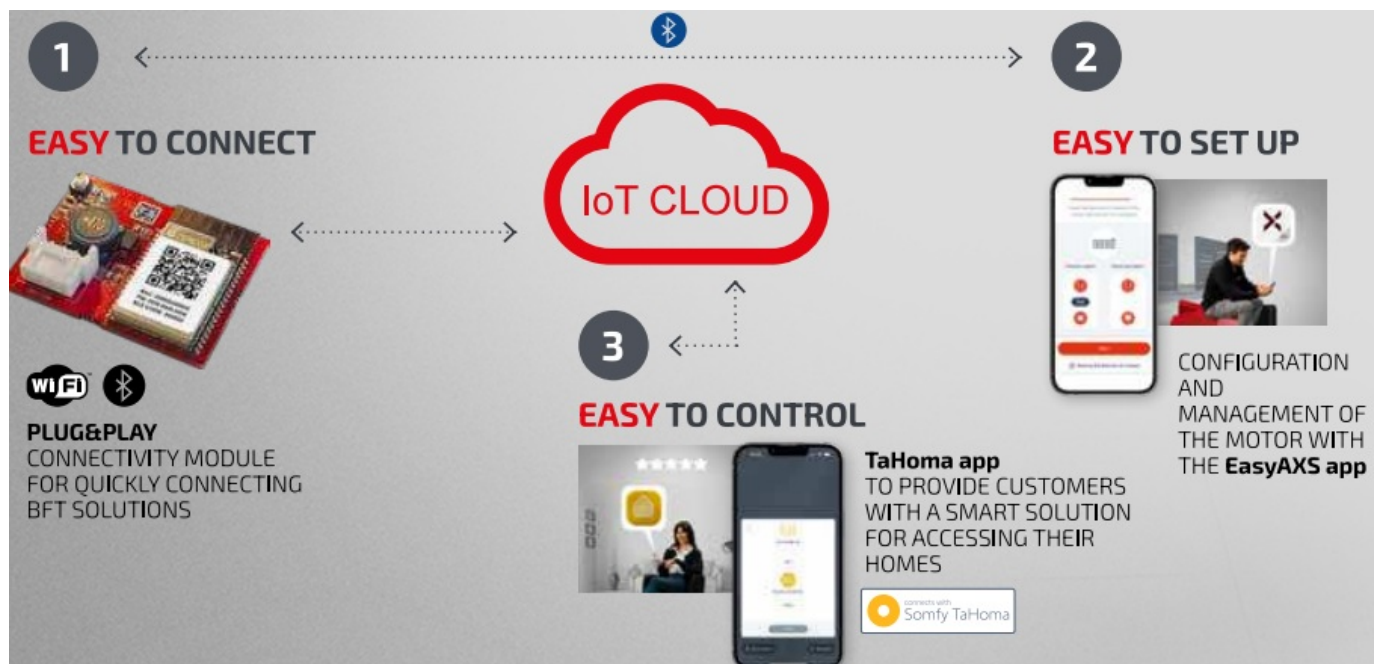 1
2
EASY TO CONNECT
IoT CLOUD
EASY TO SET UP
WiFi
PLUG&PLAY
CONNECTIVITY MODULE
FOR QUICKLY CONNECTING
BFT SOLUTIONS
3
EASY TO CONTROL
TaHoma app
TO PROVIDE CUSTOMERS
WITH A SMART SOLUTION
FOR ACCESSING THEIR
HOMES
connects with
Somfy TaHoma
CONFIGURATION
AND
MANAGEMENT OF
THE MOTOR WITH
THE EasyAXS app